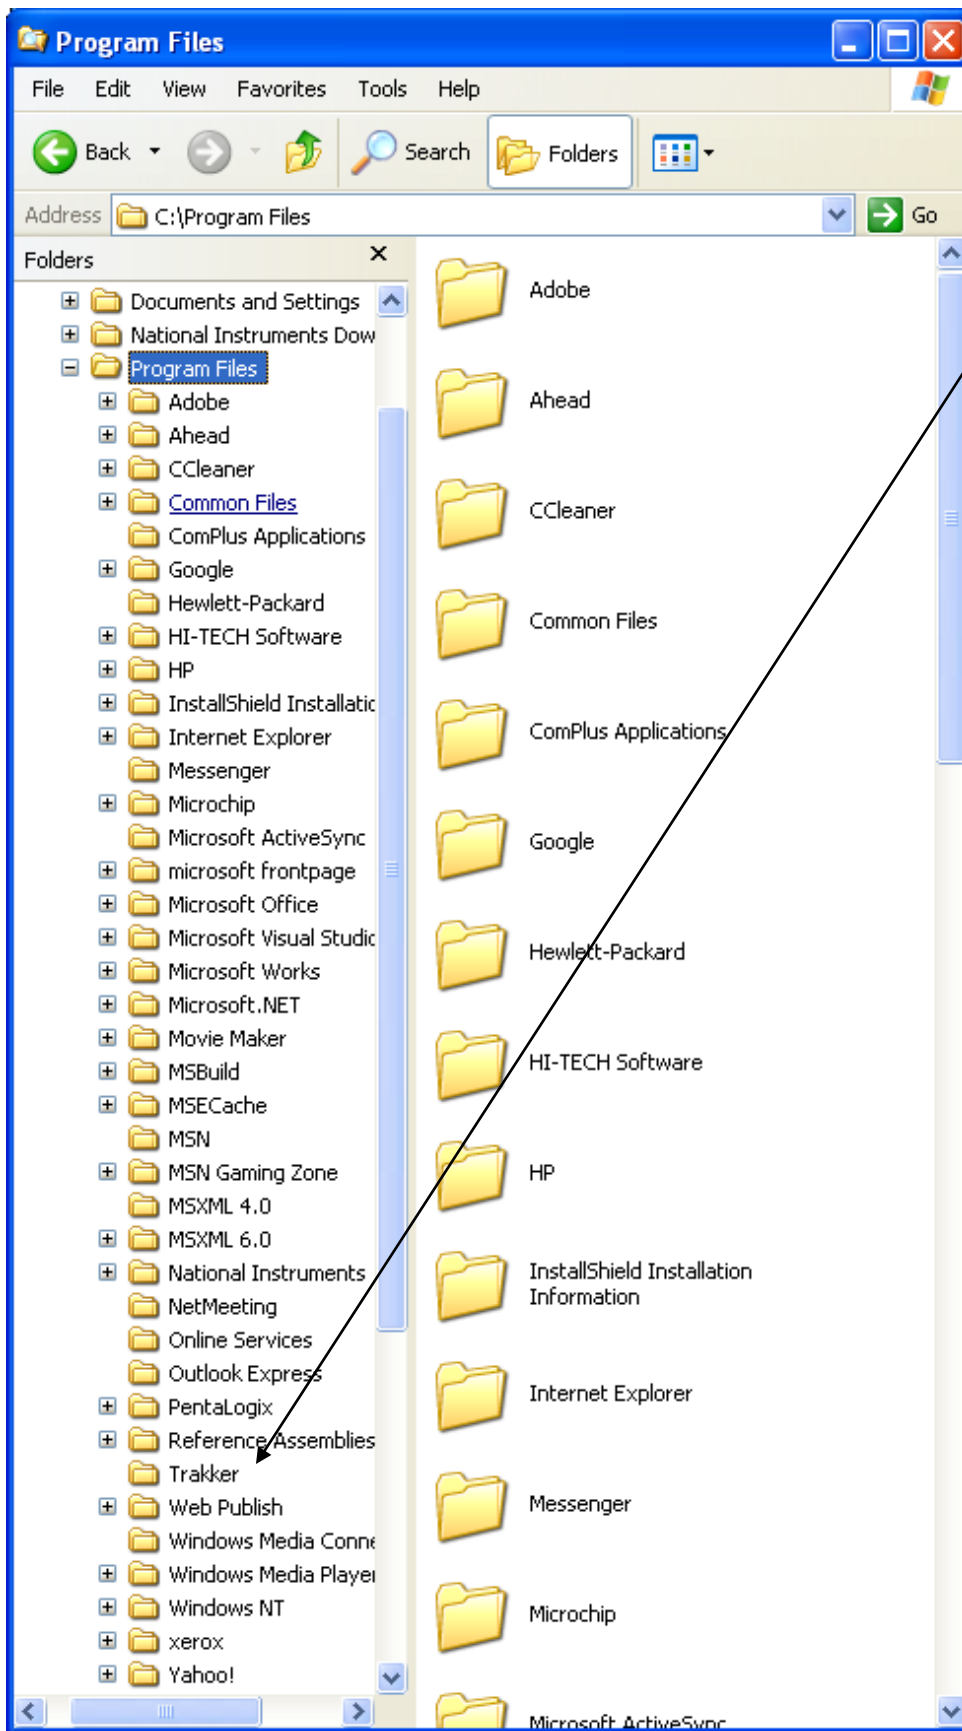 Program Files
File Edit View Favorites Tools Help
Back Search Folders
Address C:\Program Files Go
Folders
Documents and Settings
National Instruments Dow
Program Files
Adobe
Ahead
CCleaner
Common Files
ComPlus Applications
Google
Hewlett-Packard
HI-TECH Software
HP
InstallShield Installatic
Internet Explorer
Messenger
Microchip
Microsoft ActiveSync
microsoft frontpage
Microsoft Office
Microsoft Visual Studic
Microsoft Works
Microsoft.NET
Movie Maker
MSBuild
MSECache
MSN
MSN Gaming Zone
MSXML 4.0
MSXML 6.0
National Instruments
NetMeeting
Online Services
Outlook Express
PentaLogix
Reference Assemblies
Trakker
Web Publish
Windows Media Conne
Windows Media Player
Windows NT
xerox
Yahoo!
Adobe
Ahead
CCleaner
Common Files
ComPlus Applications
Google
Hewlett-Packard
HI-TECH Software
HP
InstallShield Installation
Information
Internet Explorer
Messenger
Microchip
Microsoft ActiveSync